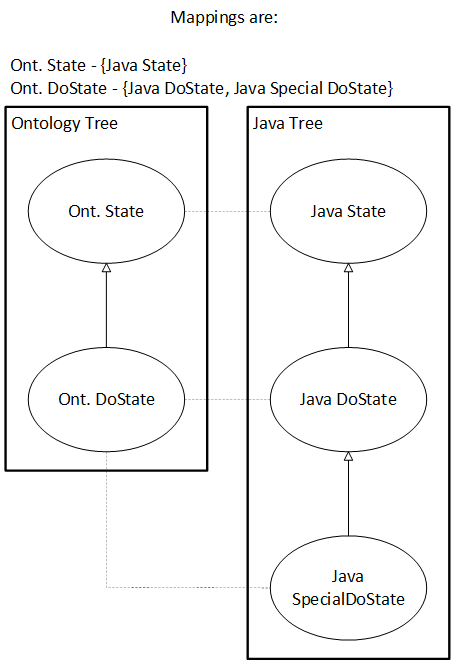 Mappings are:
Ont. State - {Java State}
Ont. DoState - {Java DoState, Java Special DoState}
Ontology Tree
Java Tree
Ont. State
Java State
Ont. DoState
Java DoState
Java
SpecialDoState